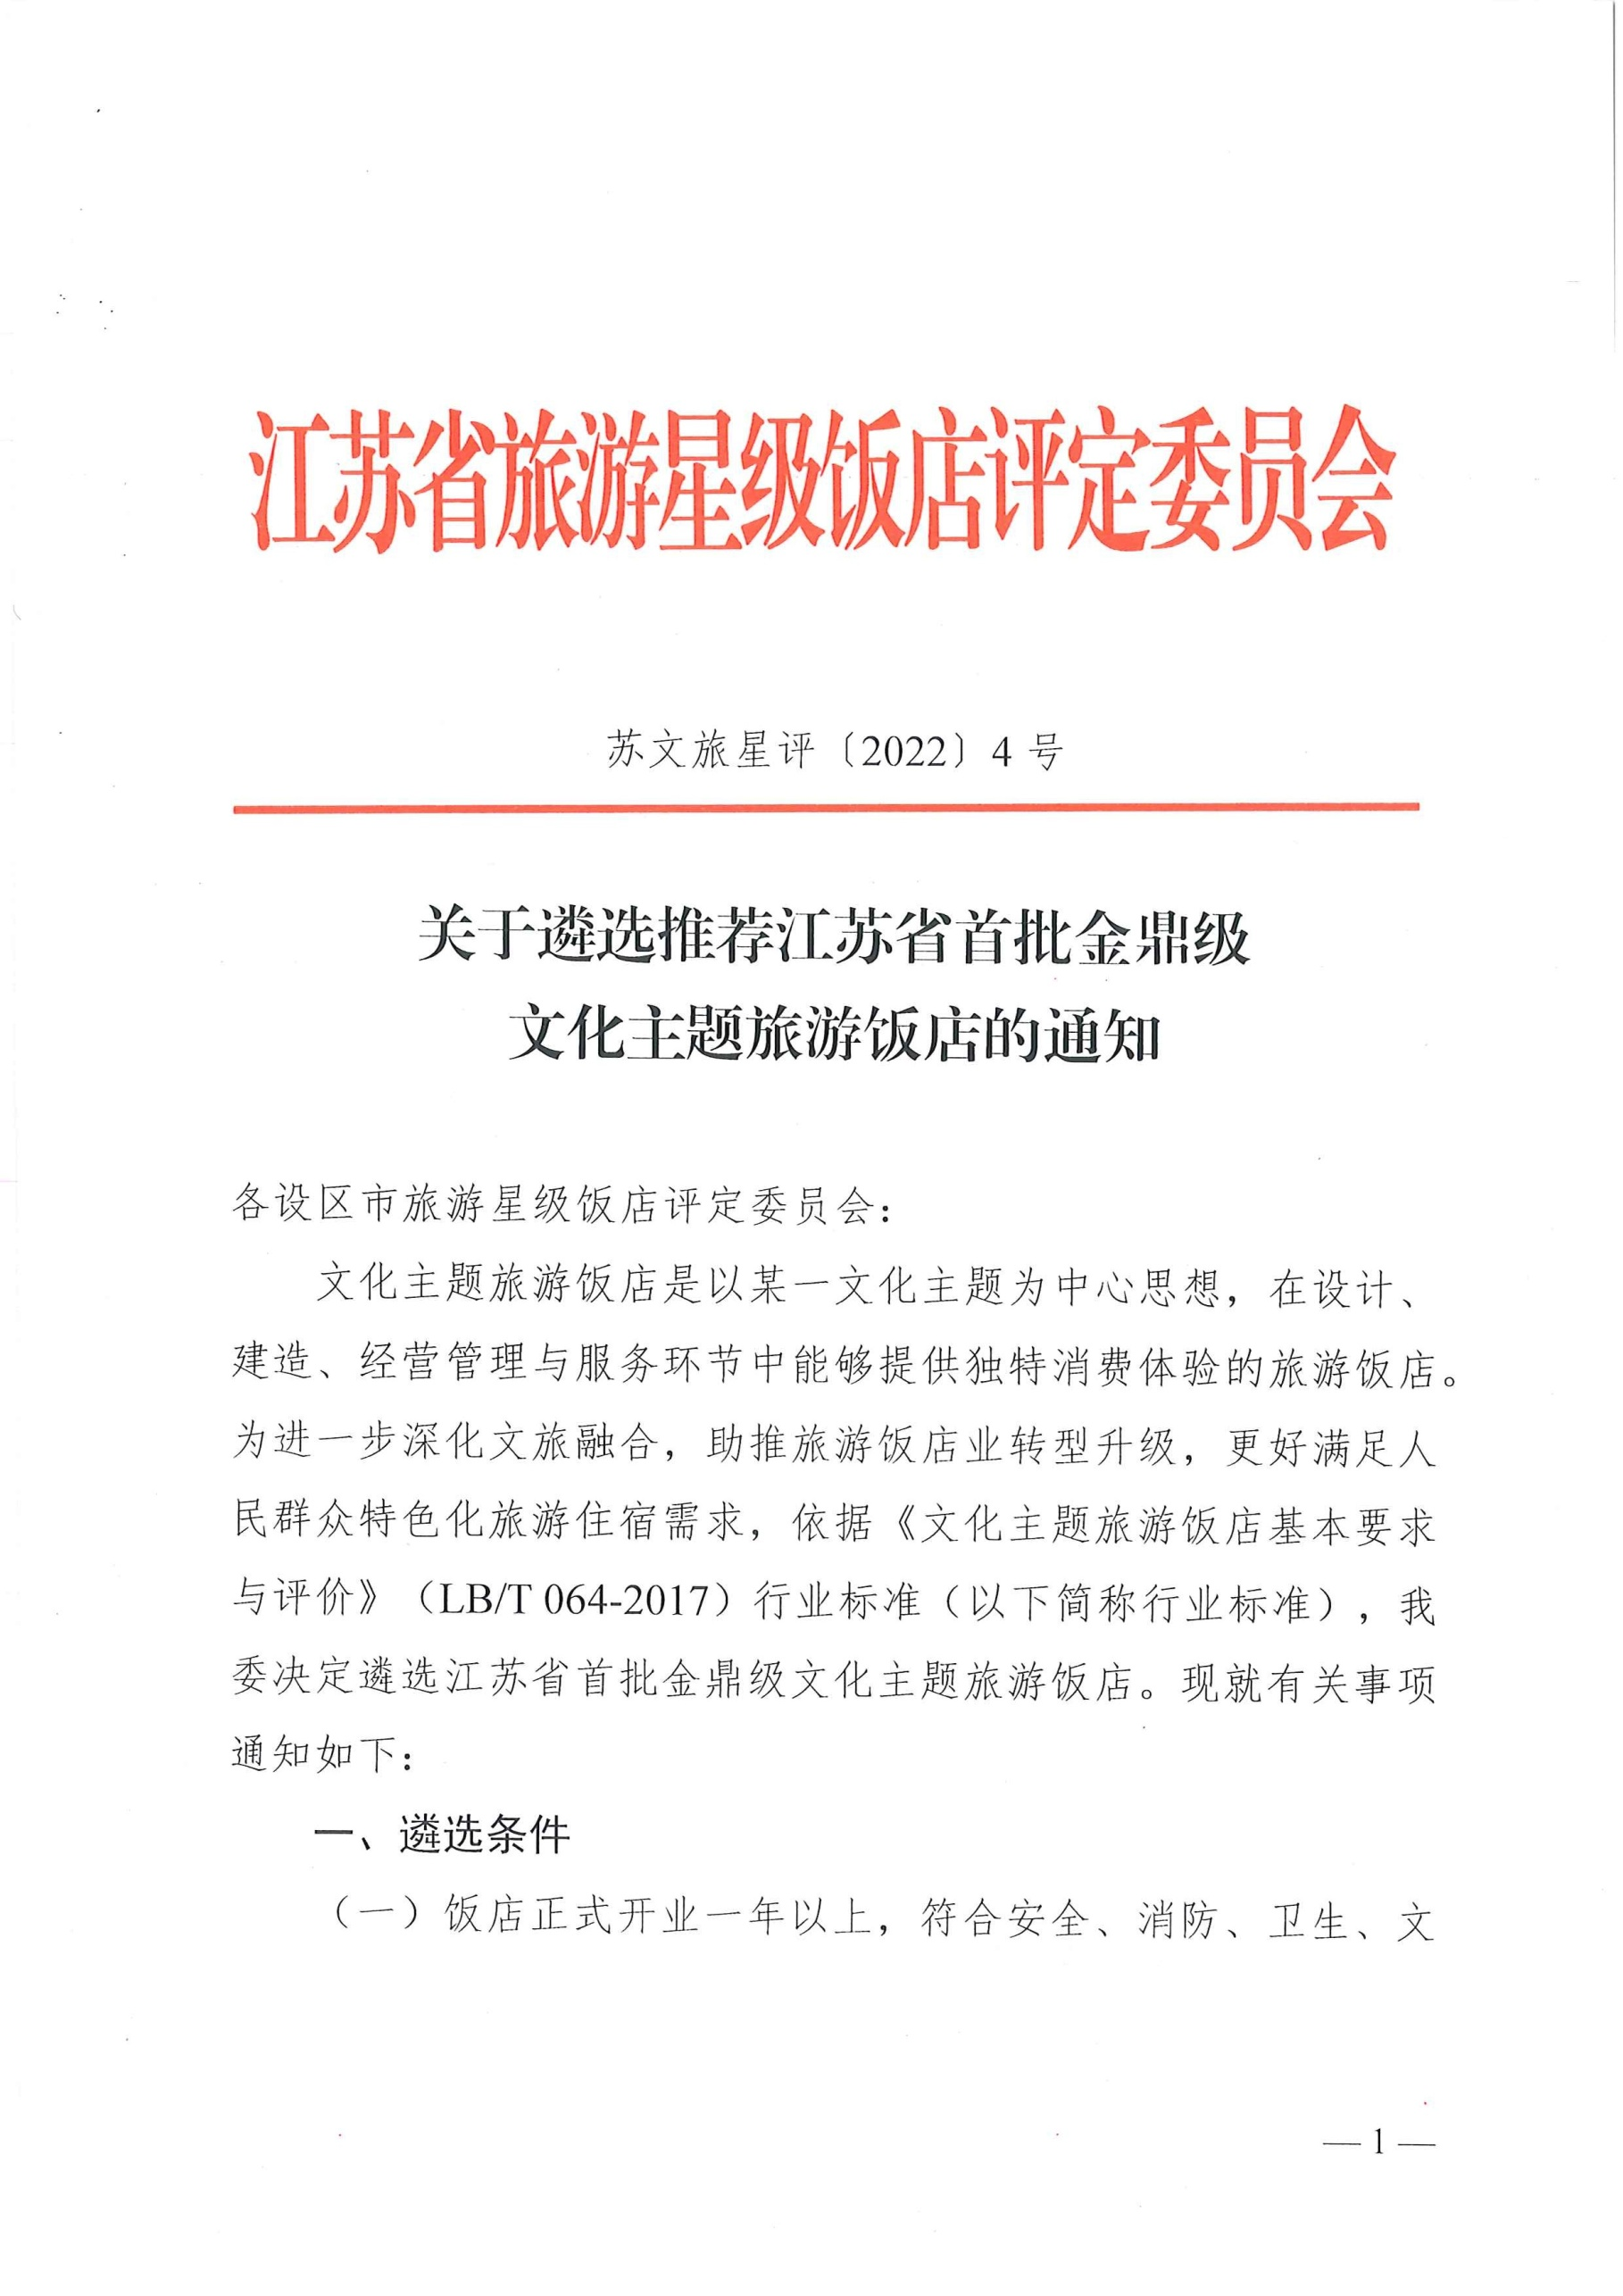 江苏省旅游星级饭店评定委员会
苏文旅星评〔2022〕4 号
关于遴选推荐江苏省首批金鼎级
文化主题旅游饭店的通知
各设区市旅游星级饭店评定委员会：
文化主题旅游饭店是以某一文化主题为中心思想，在设计、
建造、经营管理与服务环节中能够提供独特消费体验的旅游饭店。
为进一步深化文旅融合，助推旅游饭店业转型升级，更好满足人
民群众特色化旅游住宿需求，依据《文化主题旅游饭店基本要求
与评价》（LB/T 064-2017）行业标准（以下简称行业标准），我
委决定遴选江苏省首批金鼎级文化主题旅游饭店。现就有关事项
通知如下：
一、遴选条件
（一）饭店正式开业一年以上，符合安全、消防、卫生、文
— 1 —